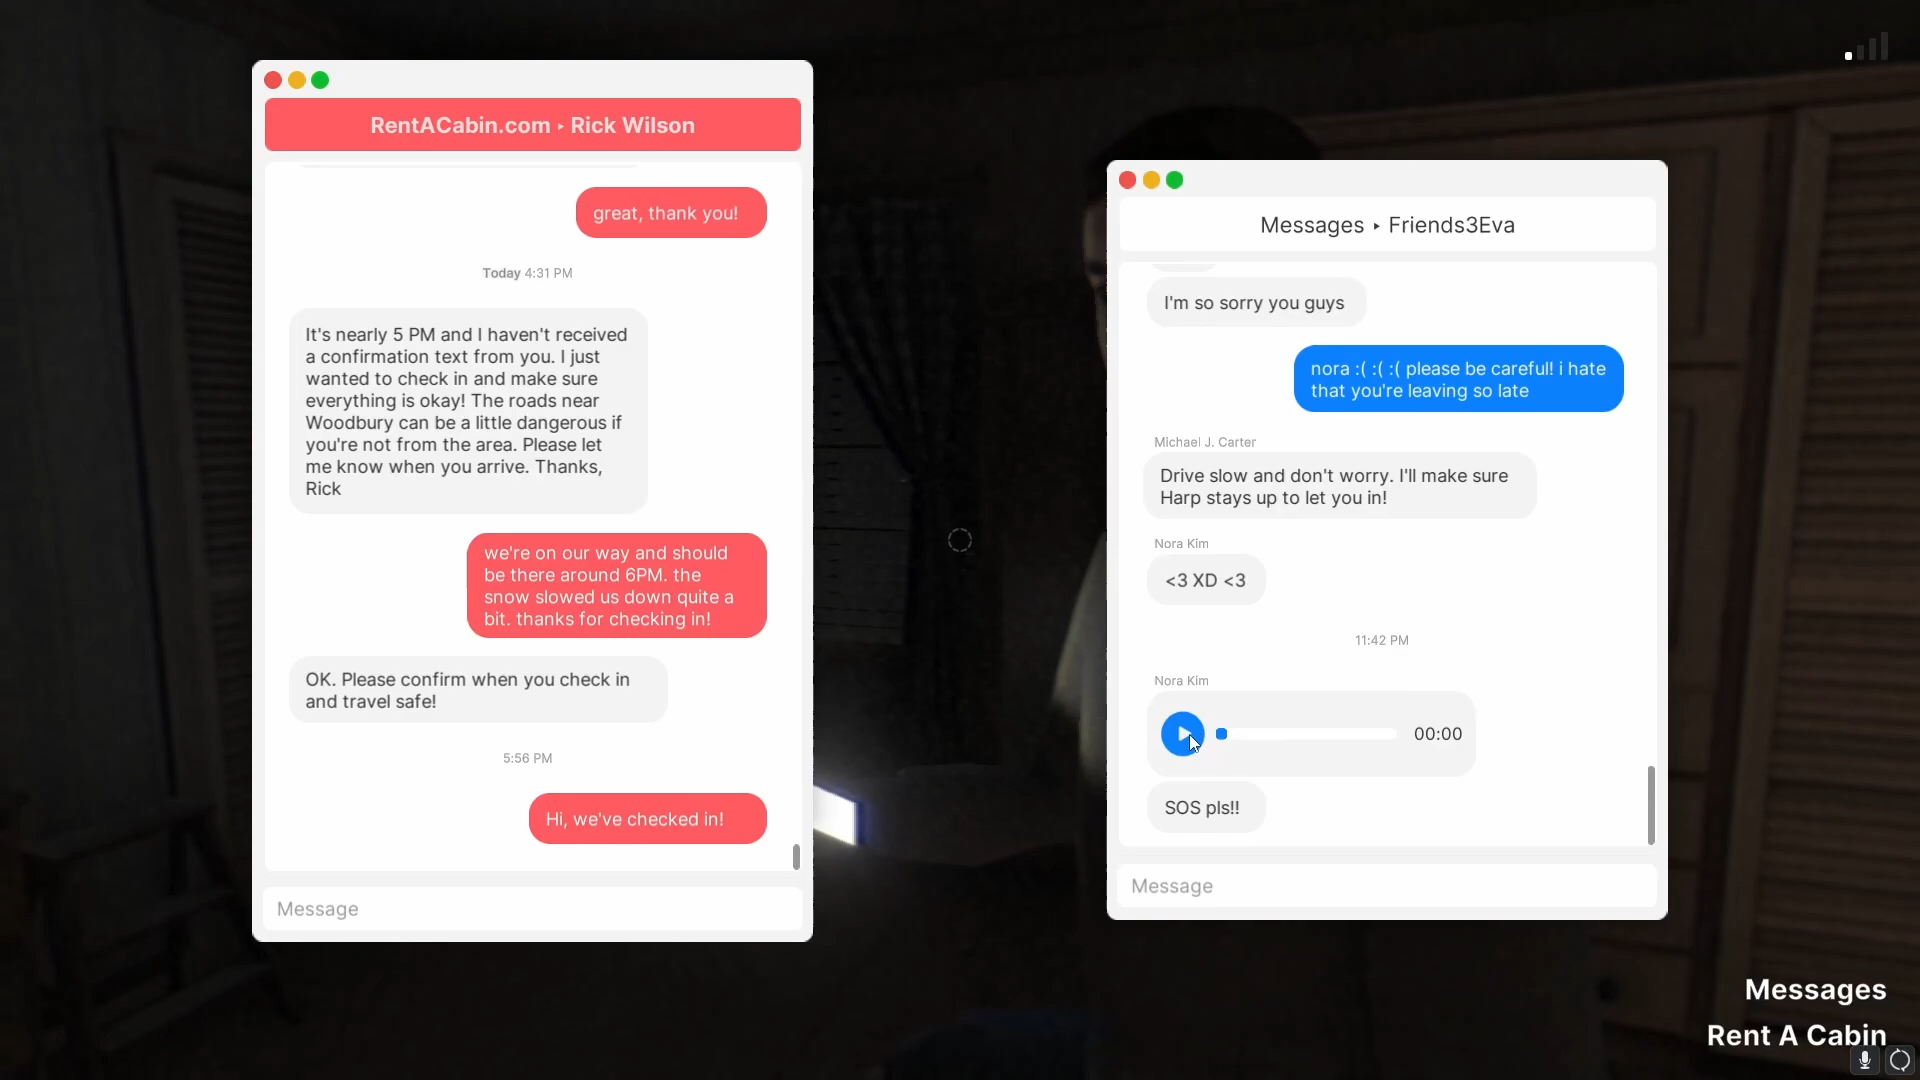 RentACabin.com ‣ Rick Wilson
great, thank you!
Today 4:31 PM
It's nearly 5 PM and I haven't received
a confirmation text from you. I just
wanted to check in and make sure
everything is okay! The roads near
Woodbury can be a little dangerous if
you're not from the area. Please let
me know when you arrive. Thanks,
Rick
we're on our way and should
be there around 6PM. the
snow slowed us down quite a
bit. thanks for checking in!
OK. Please confirm when you check in
and travel safe!
5:56 PM
Hi, we've checked in!
Message
Messages ‣ Friends3Eva
I'm so sorry you guys
nora :( :( :( please be careful! i hate
that you're leaving so late
Michael J. Carter
Drive slow and don't worry. I'll make sure
Harp stays up to let you in!
Nora Kim
<3 XD <3
11:42 PM
Nora Kim
00:00
SOS pls!!
Message
Messages
Rent A Cabin